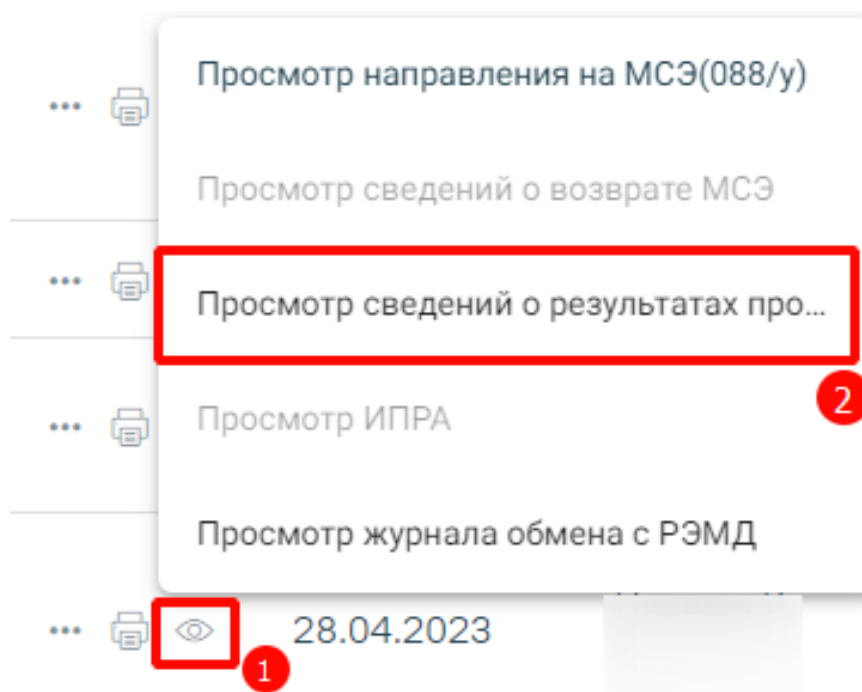 Просмотр направления на МСЭ(088/у)
Просмотр сведений о возврате МСЭ
Просмотр сведений о результатах про...
2
Просмотр ИПРА
Просмотр журнала обмена с РЭМД
28.04.2023
1